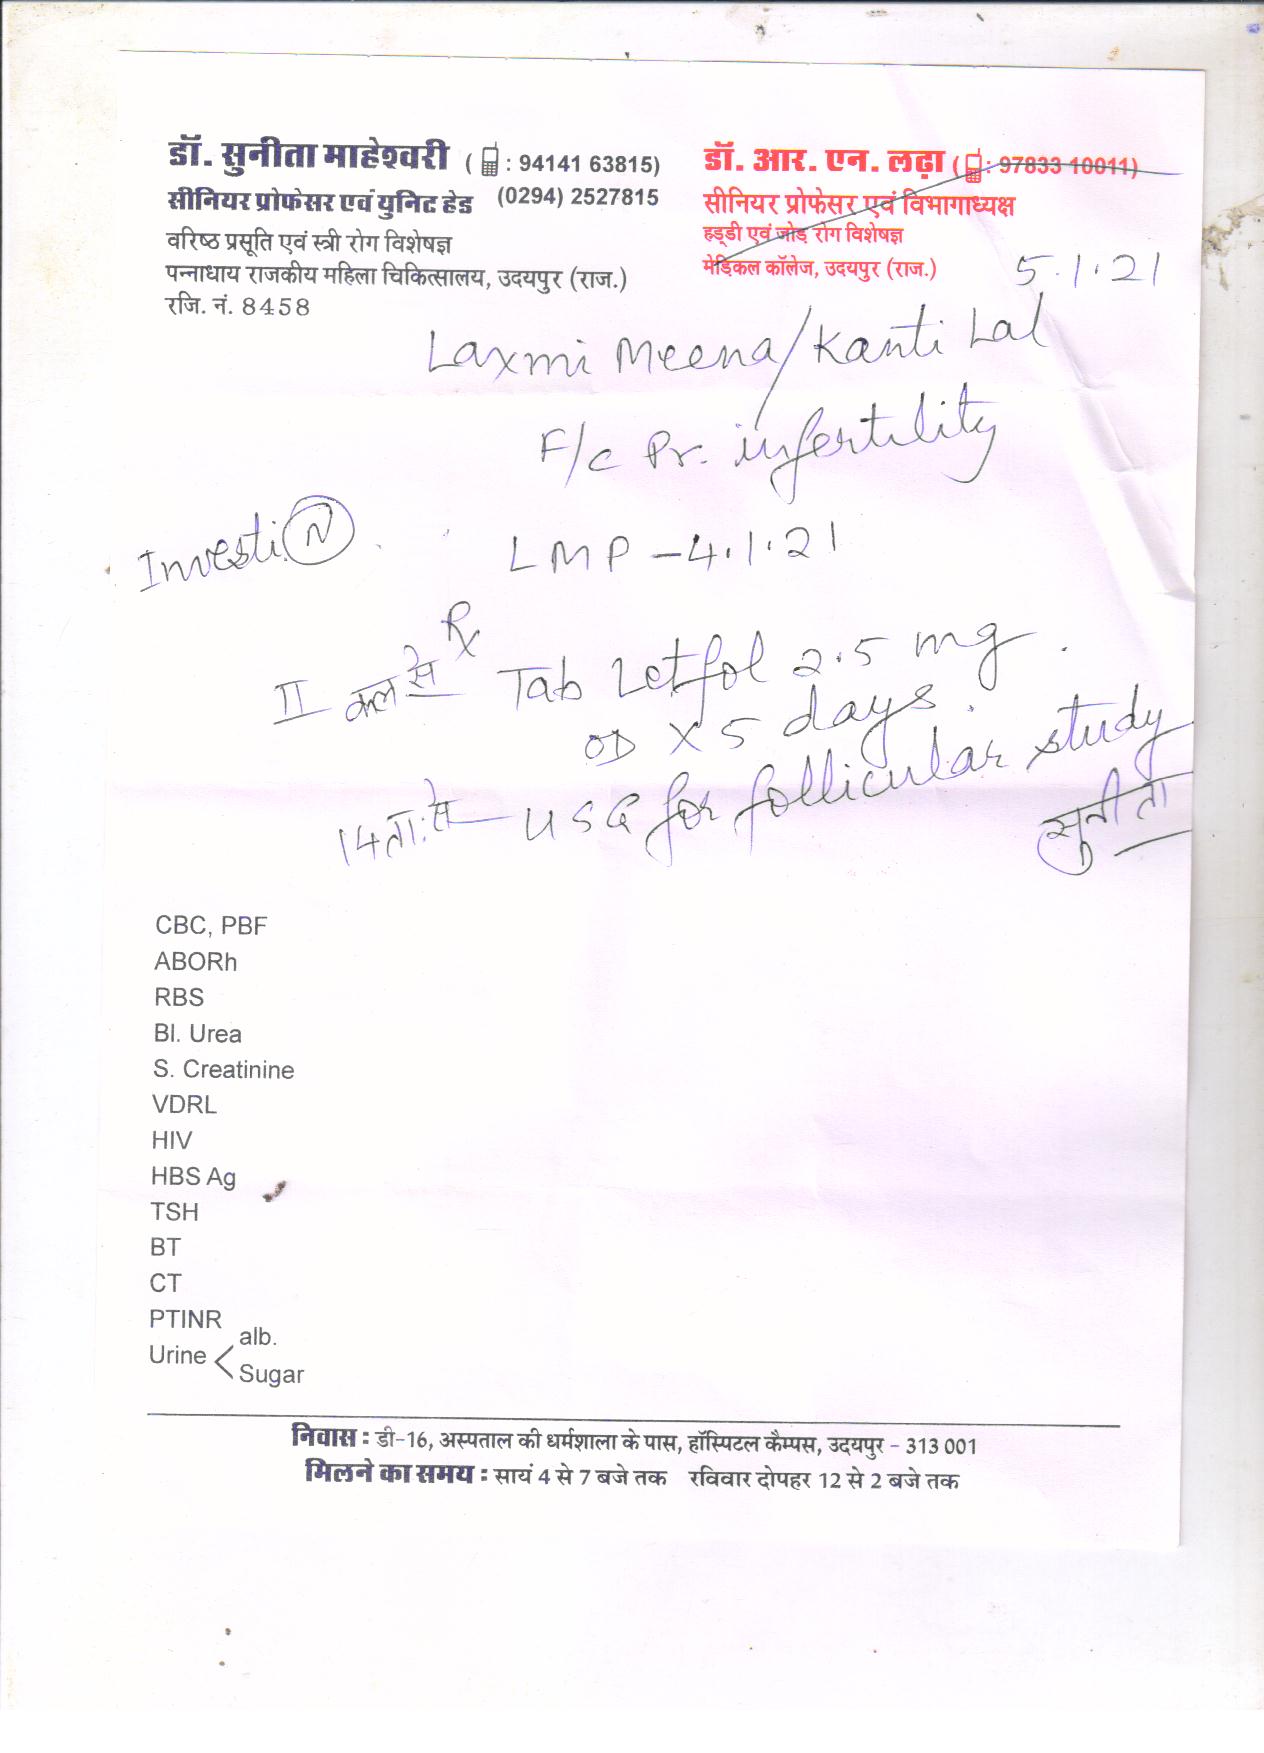 डॉ. सुनीता माहेश्वरी ( : 94141 63815)
सीनियर प्रोफेसर एवं युनिट हेड (0294) 2527815
वरिष्ठ प्रसूति एवं स्त्री रोग विशेषज्ञ
पन्नाधाय राजकीय महिला चिकित्सालय, उदयपुर (राज.)
रजि. नं. 8458
डॉ. आर. एन. लढ़ा ( : 97833 10011)
सीनियर प्रोफेसर एवं विभागाध्यक्ष
हड्डी एवं जोड़ रोग विशेषज्ञ
मेडिकल कॉलेज, उदयपुर (राज.)
5.1.21
Laxmi Meena/Kanti Lal
F/c Pr. infertility
Investi. N
LMP - 4.1.21
Rx
II कल से Tab Letfol 2.5 mg.
OD X 5 days.
14 ता: से USG for follicular study
सुनीता
CBC, PBF
ABORh
RBS
Bl. Urea
S. Creatinine
VDRL
HIV
HBS Ag
TSH
BT
CT
PTINR
Urine < alb.
Sugar
निवास : डी-16, अस्पताल की धर्मशाला के पास, हॉस्पिटल कैम्पस, उदयपुर - 313 001
मिलने का समय : सायं 4 से 7 बजे तक रविवार दोपहर 12 से 2 बजे तक